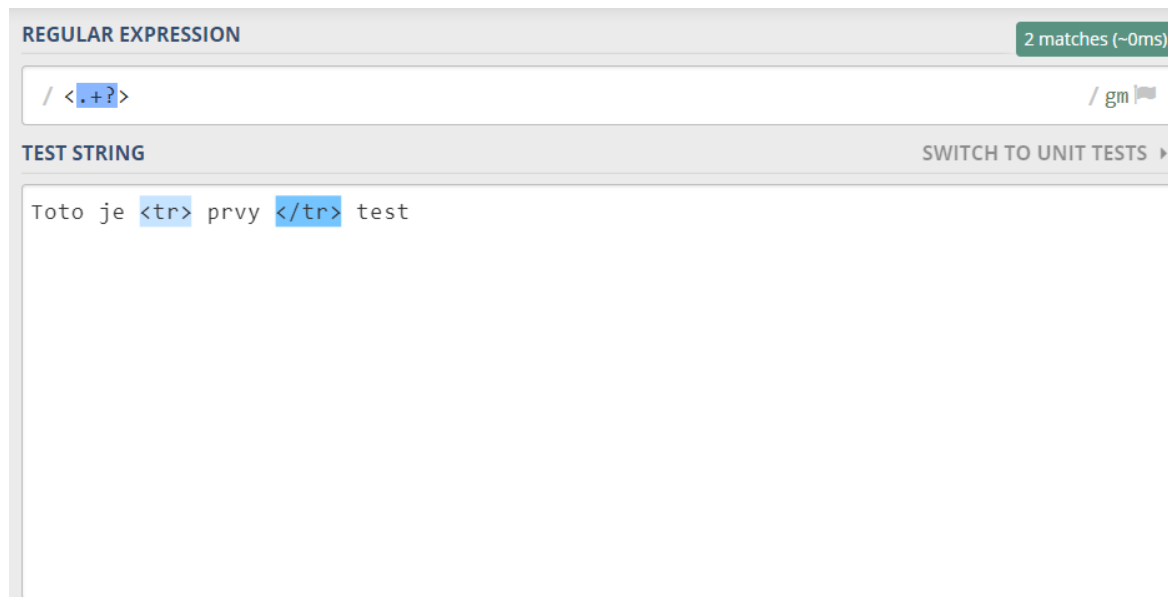 REGULAR EXPRESSION
2 matches (~0ms)
/ <.+?> / gm
TEST STRING
SWITCH TO UNIT TESTS
Toto je <tr> prvy </tr> test